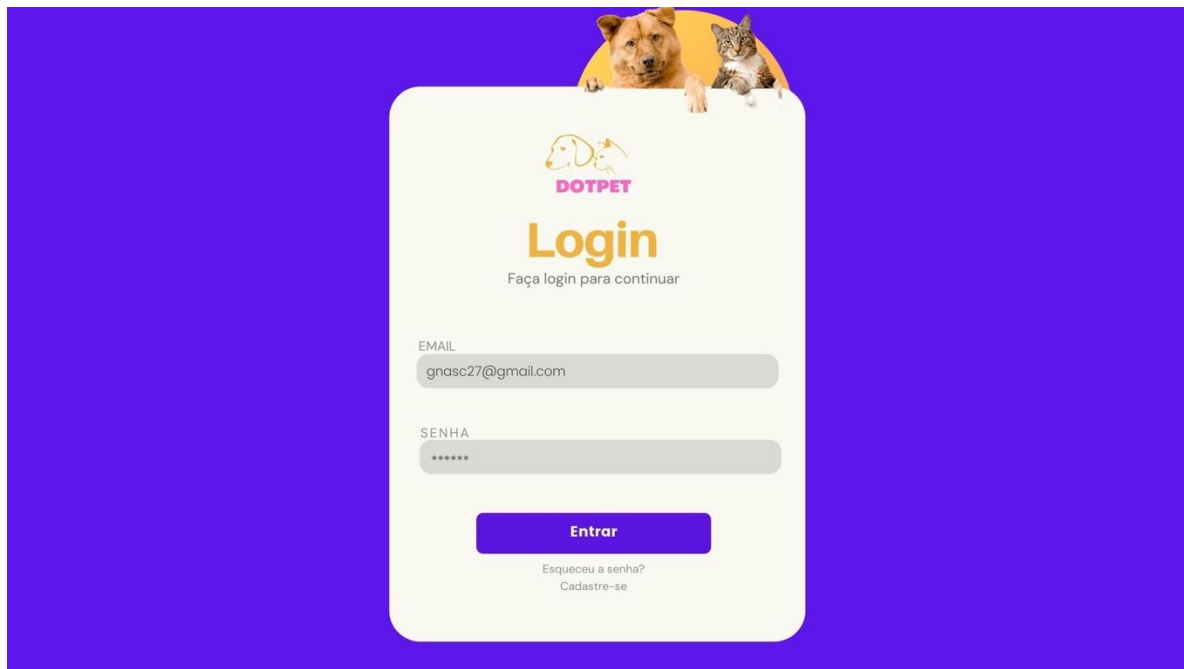 DOTPET
Login
Faça login para continuar
EMAIL
gnasc27@gmail.com
SENHA
******
Entrar
Esqueceu a senha?
Cadastre-se